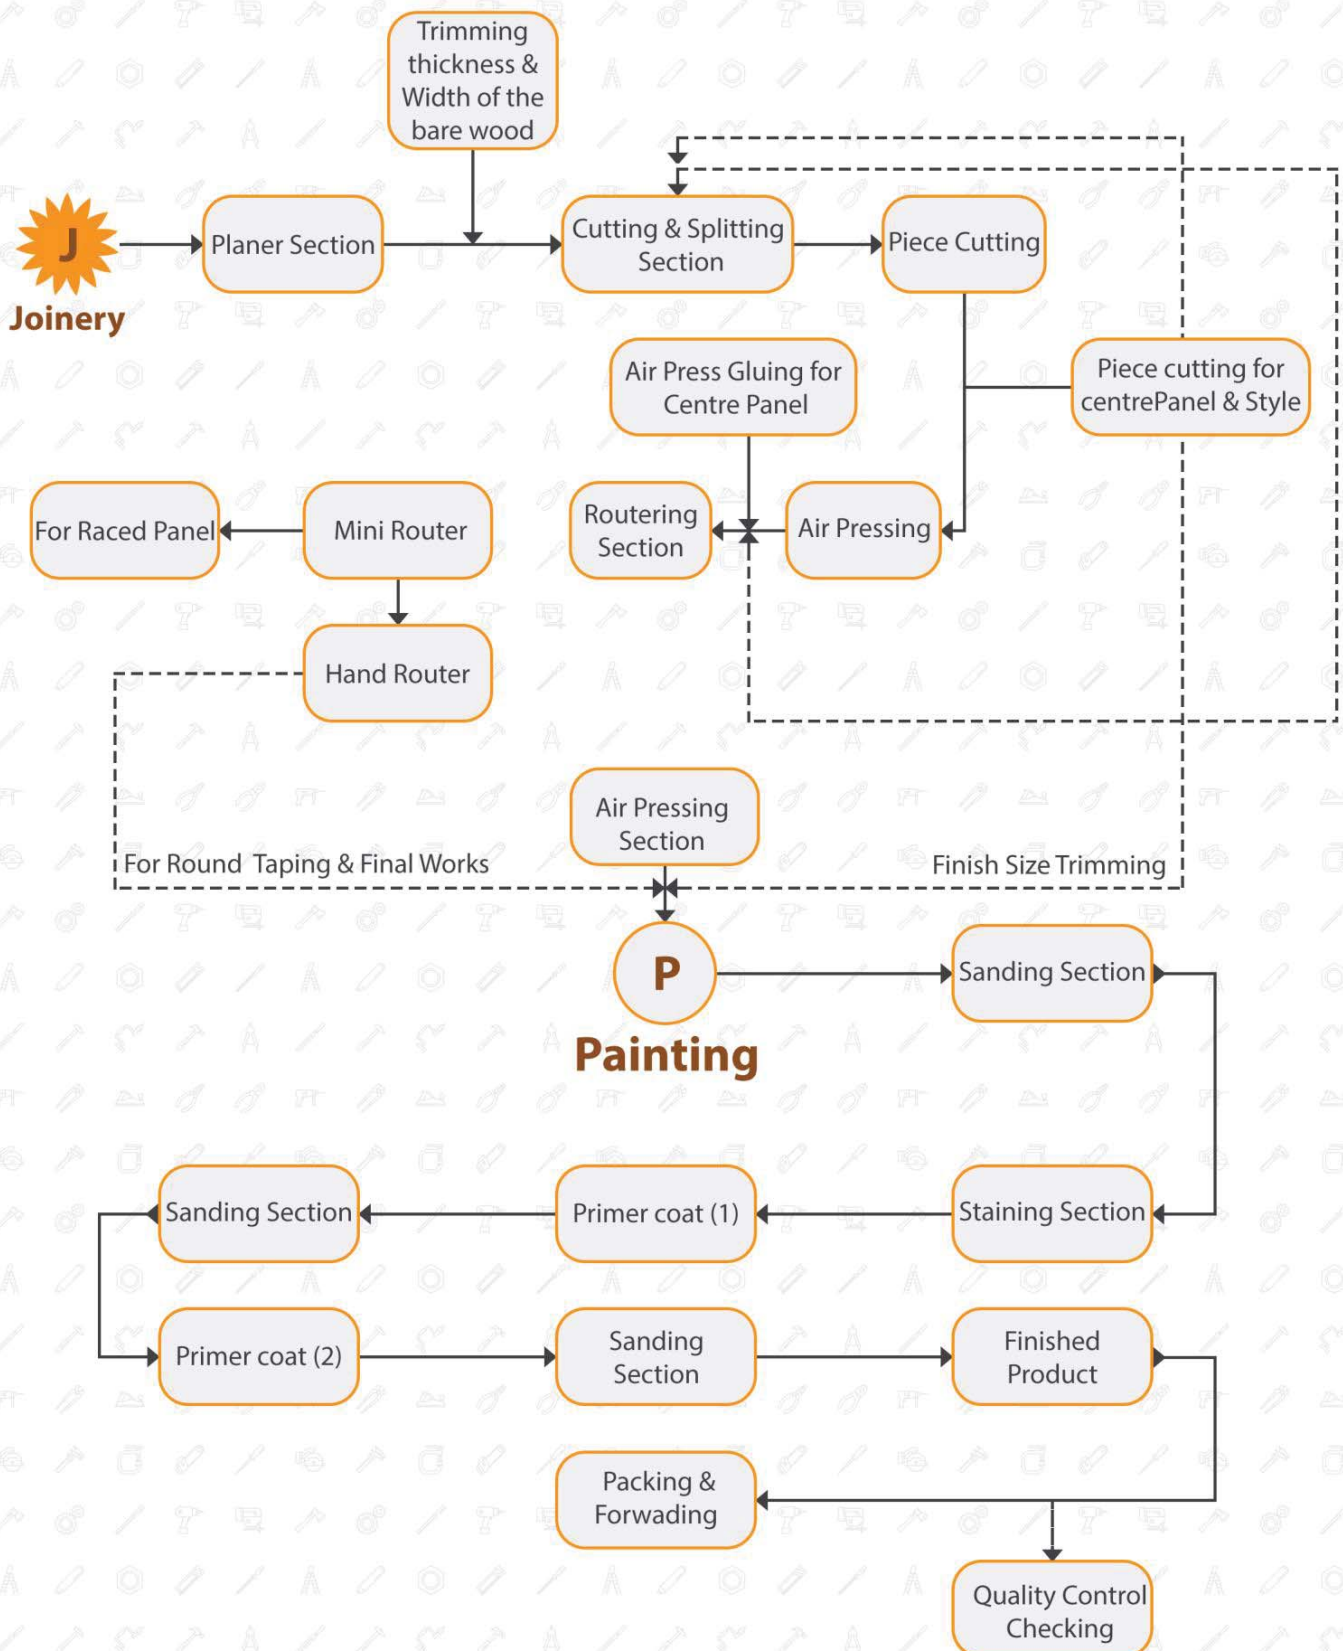 Trimming
thickness &
Width of the
bare wood
J
Joinery
Planer Section
Cutting & Splitting
Section
Piece Cutting
Air Press Gluing for
Centre Panel
Piece cutting for
centrePanel & Style
For Raced Panel
Mini Router
Routering
Section
Air Pressing
Hand Router
Air Pressing
Section
For Round Taping & Final Works
Finish Size Trimming
P
Painting
Sanding Section
Sanding Section
Primer coat (1)
Staining Section
Primer coat (2)
Sanding
Section
Finished
Product
Packing &
Forwading
Quality Control
Checking